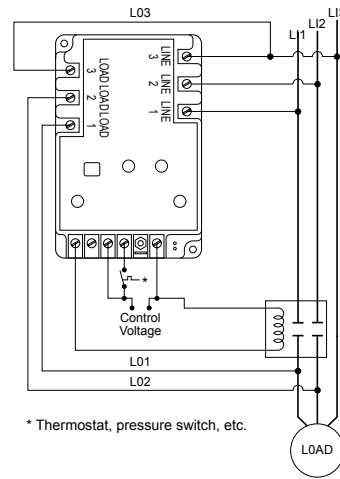 L03
LI3
LI2
LI1
LINE 3
LINE 2
LINE 1
LOAD 3
LOAD 2
LOAD 1
*
Control
Voltage
L01
L02
* Thermostat, pressure switch, etc.
L0AD